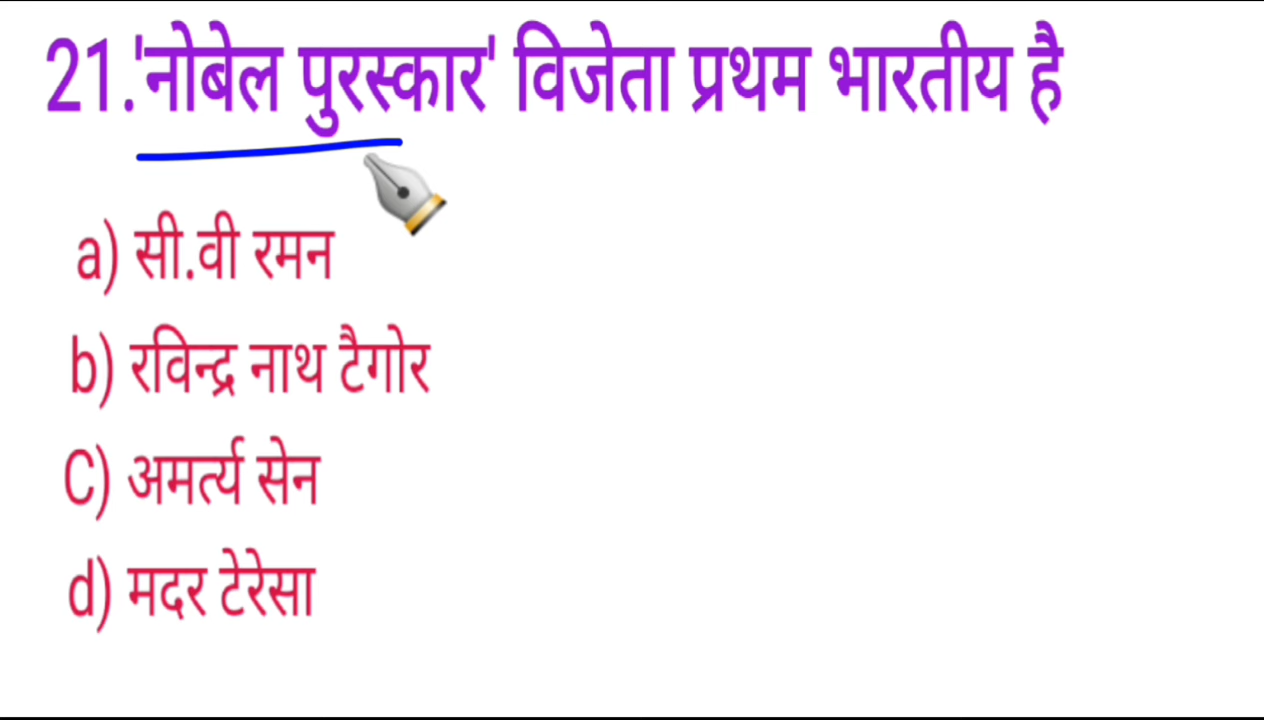 21.'नोबेल पुरस्कार' विजेता प्रथम भारतीय है
a) सी.वी रमन
b) रविन्द्र नाथ टैगोर
C) अमर्त्य सेन
d) मदर टेरेसा